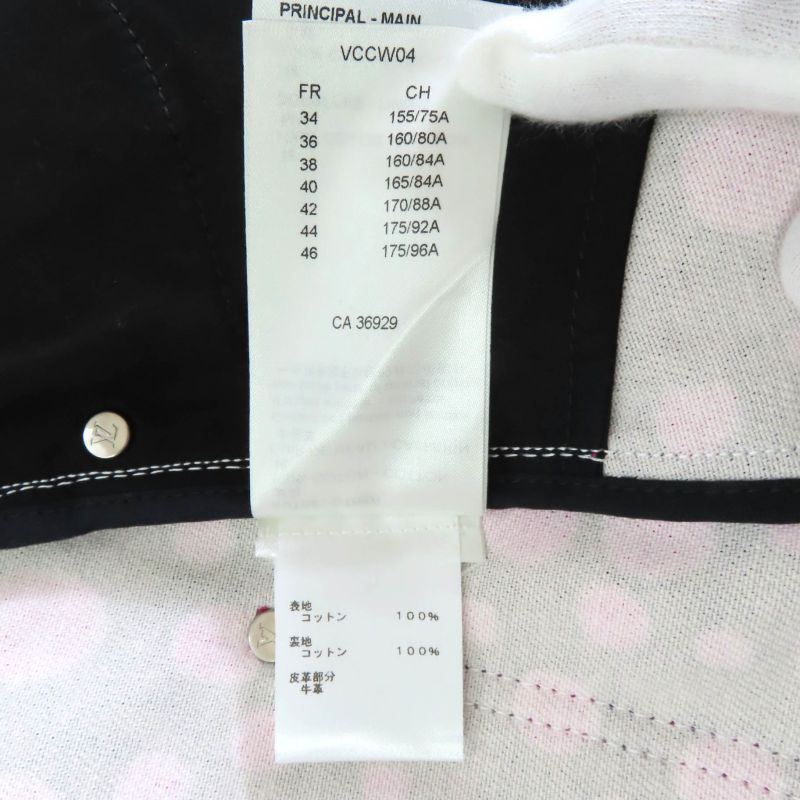 PRINCIPAL - MAIN
VCCW04
FR CH
34 155/75A
36 160/80A
38 160/84A
40 165/84A
42 170/88A
44 175/92A
46 175/96A
CA 36929
LV
表地
コットン 100%
裏地
コットン 100%
皮革部分
牛革